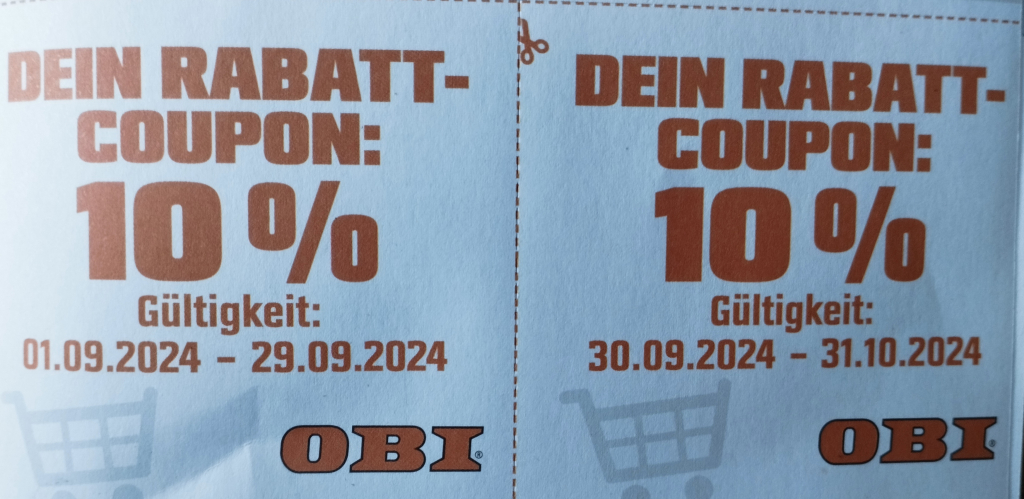 DEIN RABATT-
COUPON:
10 %
Gültigkeit:
01.09.2024 – 29.09.2024
OBI®
DEIN RABATT-
COUPON:
10 %
Gültigkeit:
30.09.2024 – 31.10.2024
OBI®